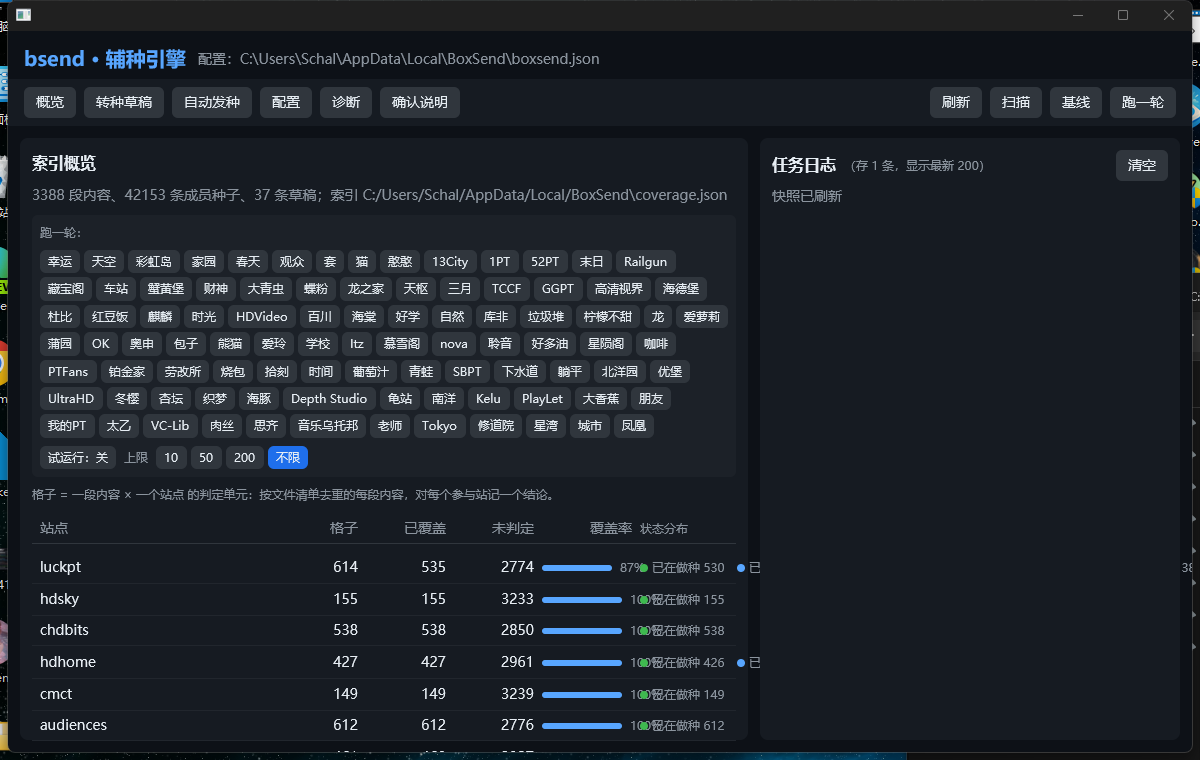 bsend • 辅种引擎 配置：C:\Users\Schal\AppData\Local\BoxSend\boxsend.json
概览 转种草稿 自动发种 配置 诊断 确认说明 刷新 扫描 基线 跑一轮
索引概览
3388 段内容、42153 条成员种子、37 条草稿；索引 C:/Users/Schal/AppData/Local/BoxSend\coverage.json
跑一轮：
幸运 天空 彩虹岛 家园 春天 观众 套 猫 憨憨 13City 1PT 52PT 末日 Railgun
藏宝阁 车站 蟹黄堡 财神 大青虫 蝶粉 龙之家 天枢 三月 TCCF GGPT 高清视界 海德堡
杜比 红豆饭 麒麟 时光 HDVideo 百川 海棠 好学 自然 库非 垃圾堆 柠檬不甜 龙 爱萝莉
蒲园 OK 奥申 包子 熊猫 爱玲 学校 ltz 慕雪阁 nova 聆音 好多油 星陨阁 咖啡
PTFans 铂金家 劳改所 烧包 拾刻 时间 葡萄汁 青蛙 SBPT 下水道 躺平 北洋园 优堡
UltraHD 冬樱 杏坛 织梦 海豚 Depth Studio 龟站 南洋 Kelu PlayLet 大香蕉 朋友
我的PT 太乙 VC-Lib 肉丝 思齐 音乐乌托邦 老师 Tokyo 修道院 星湾 城市 凤凰
试运行：关 上限 10 50 200 不限
格子 = 一段内容 × 一个站点 的判定单元：按文件清单去里的每段内容，对每个参与站记一个结论。
站点 格子 已覆盖 未判定 覆盖率 状态分布
luckpt 614 535 2774 87% 已在做种 530 已
hdsky 155 155 3233 100% 已在做种 155
chdbits 538 538 2850 100% 已在做种 538
hdhome 427 427 2961 100% 已在做种 426 已
cmct 149 149 3239 100% 已在做种 149
audiences 612 612 2776 100% 已在做种 612
任务日志 （存 1 条，显示最新 200） 清空
快照已刷新